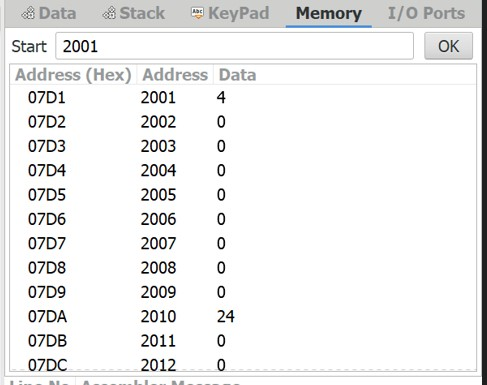 Data Stack KeyPad Memory I/O Ports
Start 2001 OK
Address (Hex) Address Data
07D1 2001 4
07D2 2002 0
07D3 2003 0
07D4 2004 0
07D5 2005 0
07D6 2006 0
07D7 2007 0
07D8 2008 0
07D9 2009 0
07DA 2010 24
07DB 2011 0
07DC 2012 0
Line No Assembler Message